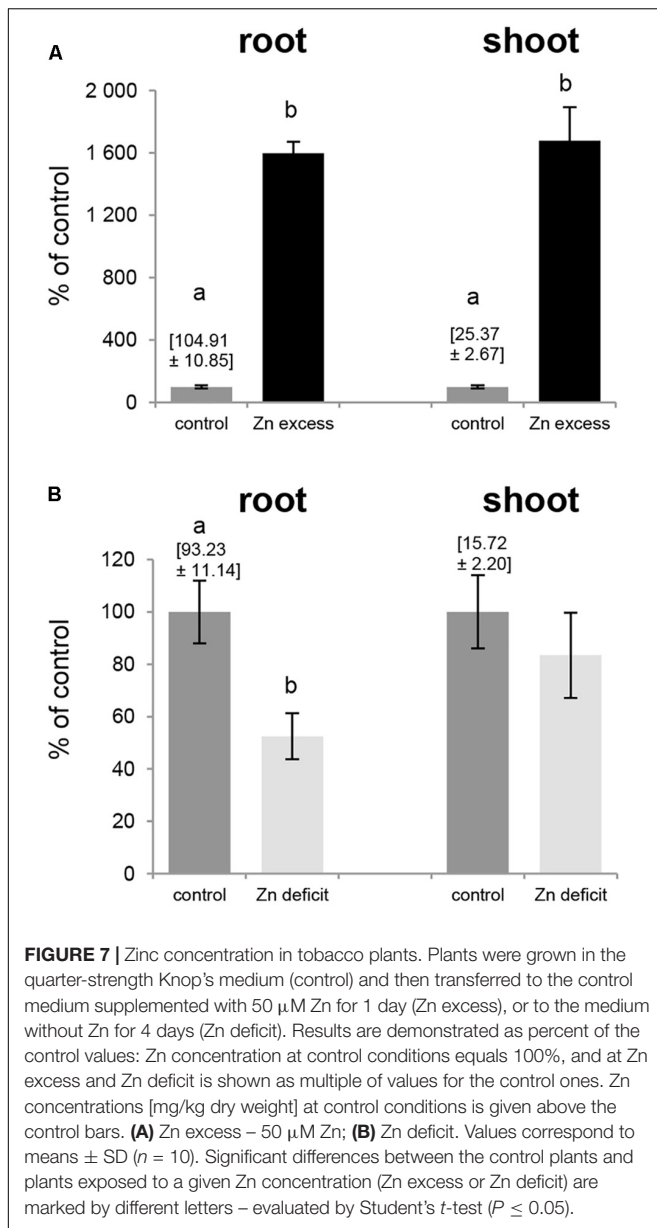 A
root shoot
2 000
1 600
1 200
800
400
0
% of control
a
[104.91
± 10.85]
b
a
[25.37
± 2.67]
b
control Zn excess control Zn excess
B
root shoot
120
100
80
60
40
20
0
% of control
a
[93.23
± 11.14]
b
[15.72
± 2.20]
control Zn deficit control Zn deficit
FIGURE 7 | Zinc concentration in tobacco plants. Plants were grown in the
quarter-strength Knop’s medium (control) and then transferred to the control
medium supplemented with 50 μM Zn for 1 day (Zn excess), or to the medium
without Zn for 4 days (Zn deficit). Results are demonstrated as percent of the
control values: Zn concentration at control conditions equals 100%, and at Zn
excess and Zn deficit is shown as multiple of values for the control ones. Zn
concentrations [mg/kg dry weight] at control conditions is given above the
control bars. (A) Zn excess – 50 μM Zn; (B) Zn deficit. Values correspond to
means ± SD (n = 10). Significant differences between the control plants and
plants exposed to a given Zn concentration (Zn excess or Zn deficit) are
marked by different letters – evaluated by Student’s t-test (P ≤ 0.05).